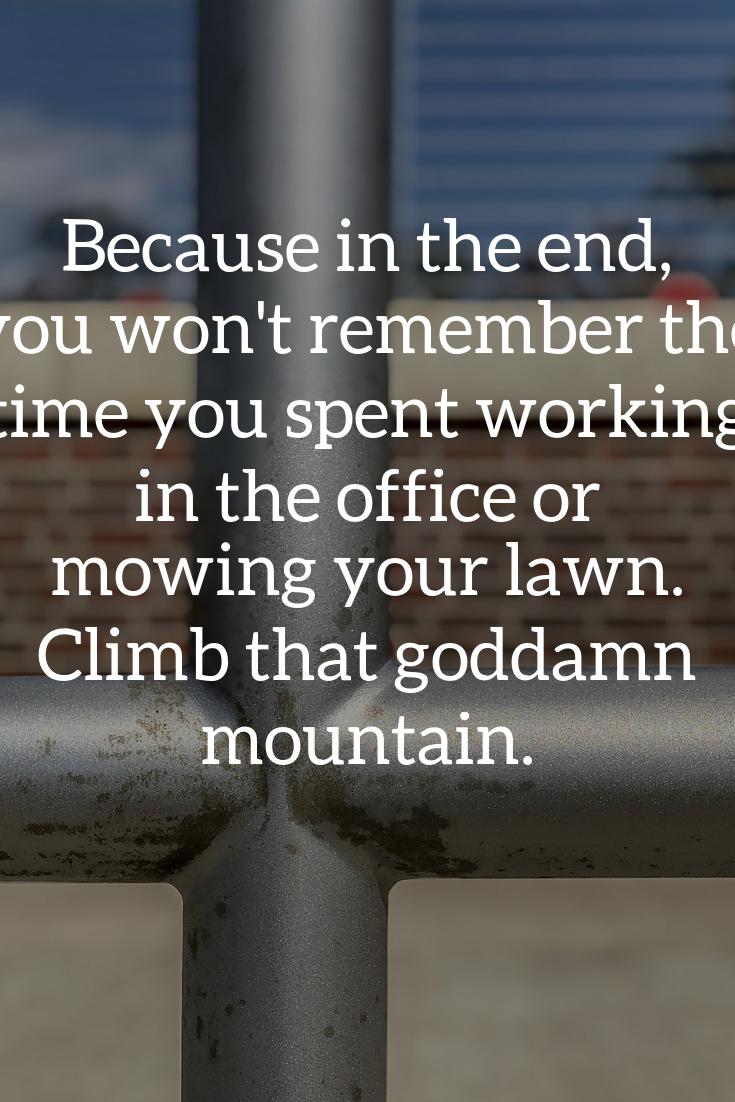 Because in the end,
you won't remember the
time you spent working
in the office or
mowing your lawn.
Climb that goddamn
mountain.